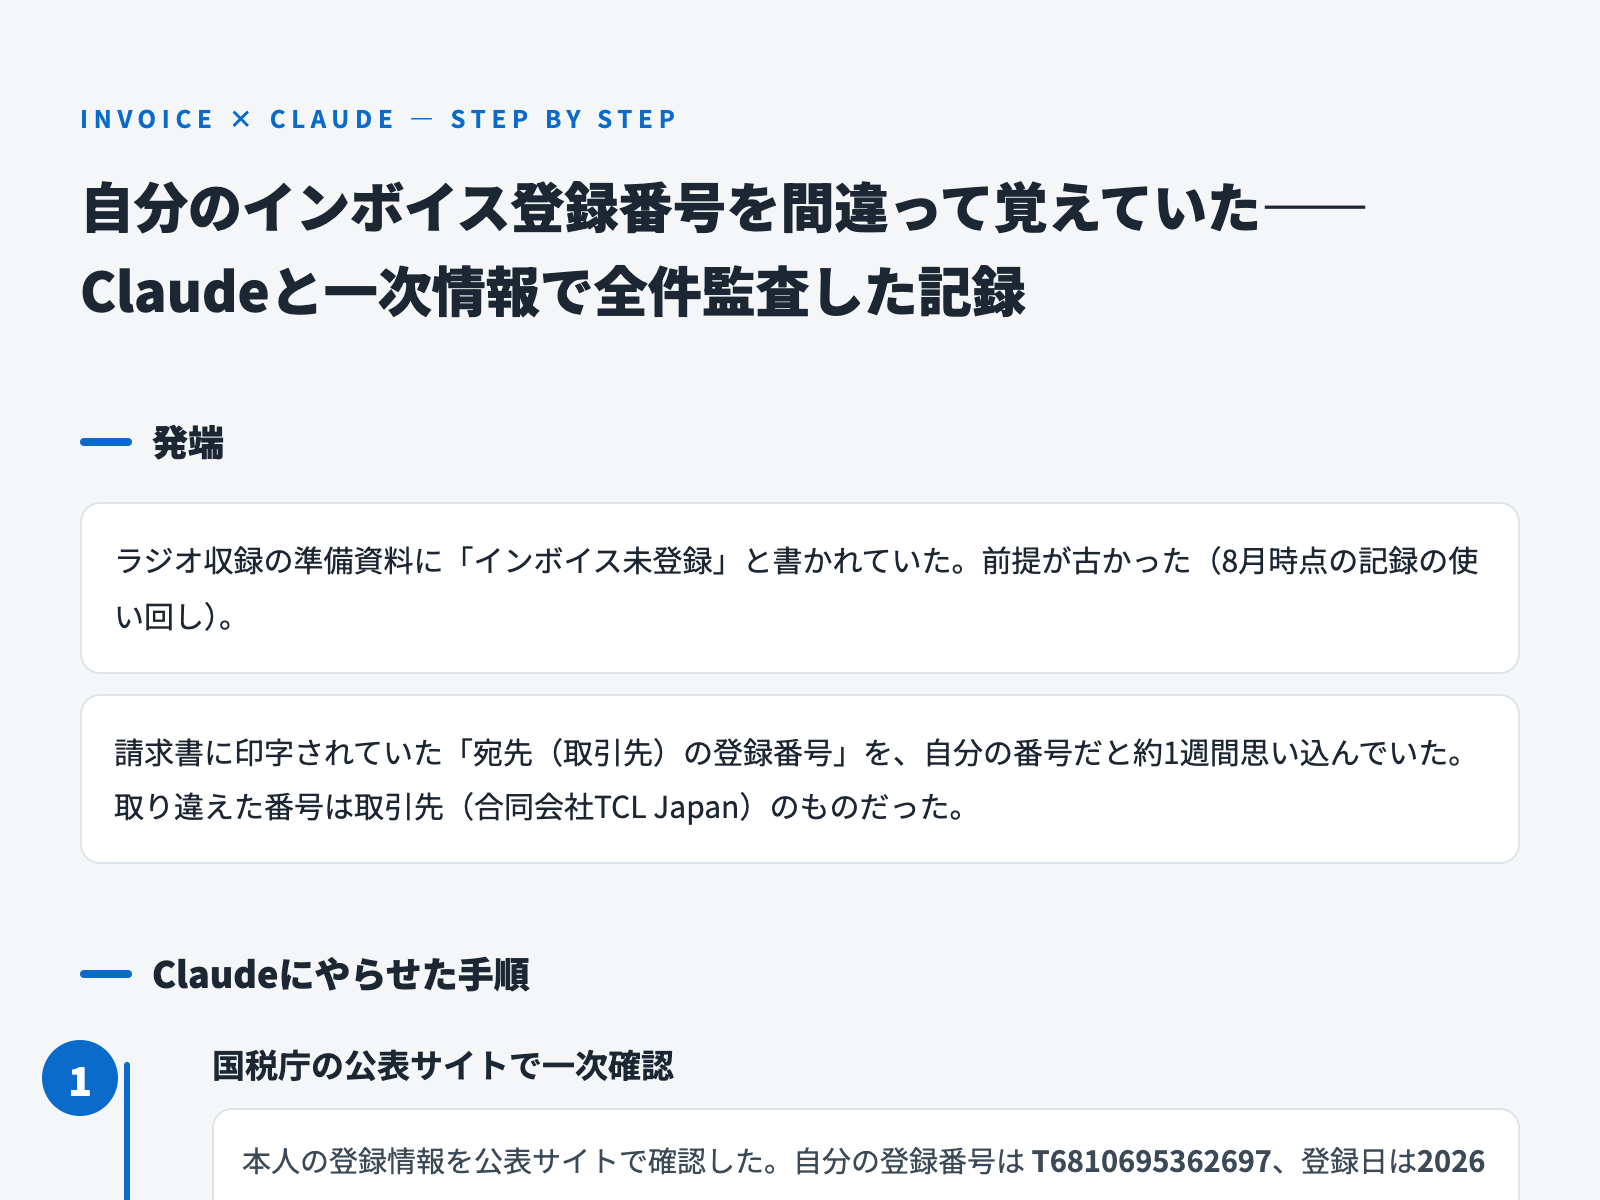 INVOICE × CLAUDE — STEP BY STEP
自分のインボイス登録番号を間違って覚えていた——
Claudeと一次情報で全件監査した記録
発端
ラジオ収録の準備資料に「インボイス未登録」と書かれていた。前提が古かった（8月時点の記録の使
い回し）。
請求書に印字されていた「宛先（取引先）の登録番号」を、自分の番号だと約1週間思い込んでいた。
取り違えた番号は取引先（合同会社TCL Japan）のものだった。
Claudeにやらせた手順
1
国税庁の公表サイトで一次確認
本人の登録情報を公表サイトで確認した。自分の登録番号は T6810695362697、登録日は2026